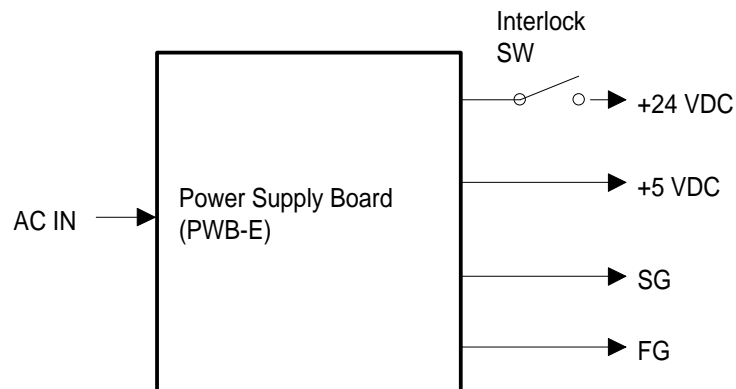 Interlock
SW
+24 VDC
Power Supply Board
(PWB-E)
+5 VDC
AC IN
SG
FG